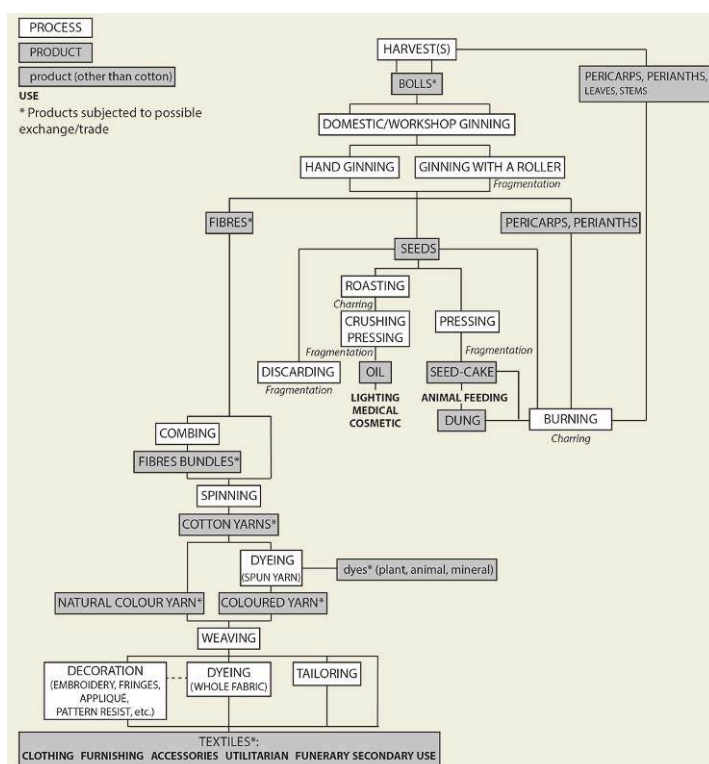 PROCESS
PRODUCT
product (other than cotton)
USE
* Products subjected to possible
exchange/trade
HARVEST(S)
BOLLS*
PERICARPS, PERIANTHS,
LEAVES, STEMS
DOMESTIC/WORKSHOP GINNING
HAND GINNING
GINNING WITH A ROLLER
Fragmentation
FIBRES*
PERICARPS, PERIANTHS
SEEDS
ROASTING
Charring
CRUSHING
PRESSING
Fragmentation
PRESSING
Fragmentation
DISCARDING
Fragmentation
OIL
SEED-CAKE
LIGHTING
MEDICAL
COSMETIC
ANIMAL FEEDING
DUNG
BURNING
Charring
COMBING
FIBRES BUNDLES*
SPINNING
COTTON YARNS*
DYEING
(SPUN YARN)
dyes* (plant, animal, mineral)
NATURAL COLOUR YARN*
COLOURED YARN*
WEAVING
DECORATION
(EMBROIDERY, FRINGES,
APPLIQUÉ,
PATTERN RESIST, etc.)
DYEING
(WHOLE FABRIC)
TAILORING
TEXTILES*:
CLOTHING FURNISHING ACCESSORIES UTILITARIAN FUNERARY SECONDARY USE